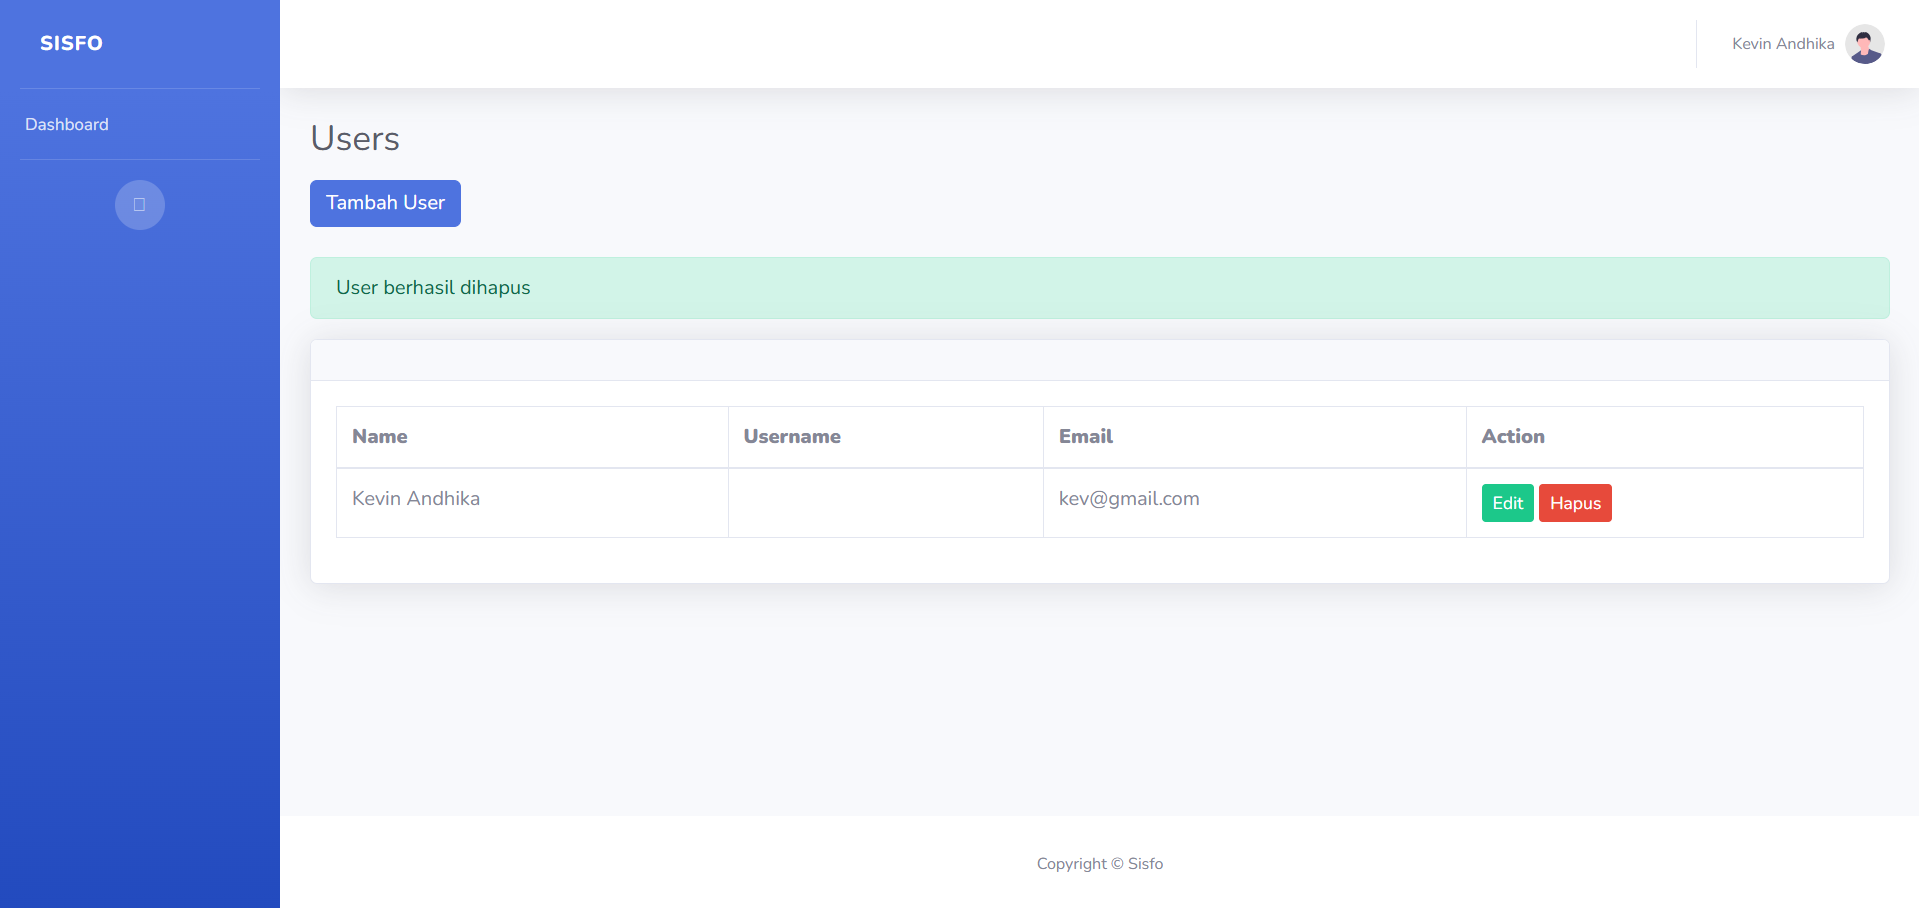 SISFO
Kevin Andhika
Dashboard
Users
Tambah User
User berhasil dihapus
Name Username Email Action
Kevin Andhika kev@gmail.com Edit Hapus
Copyright © Sisfo